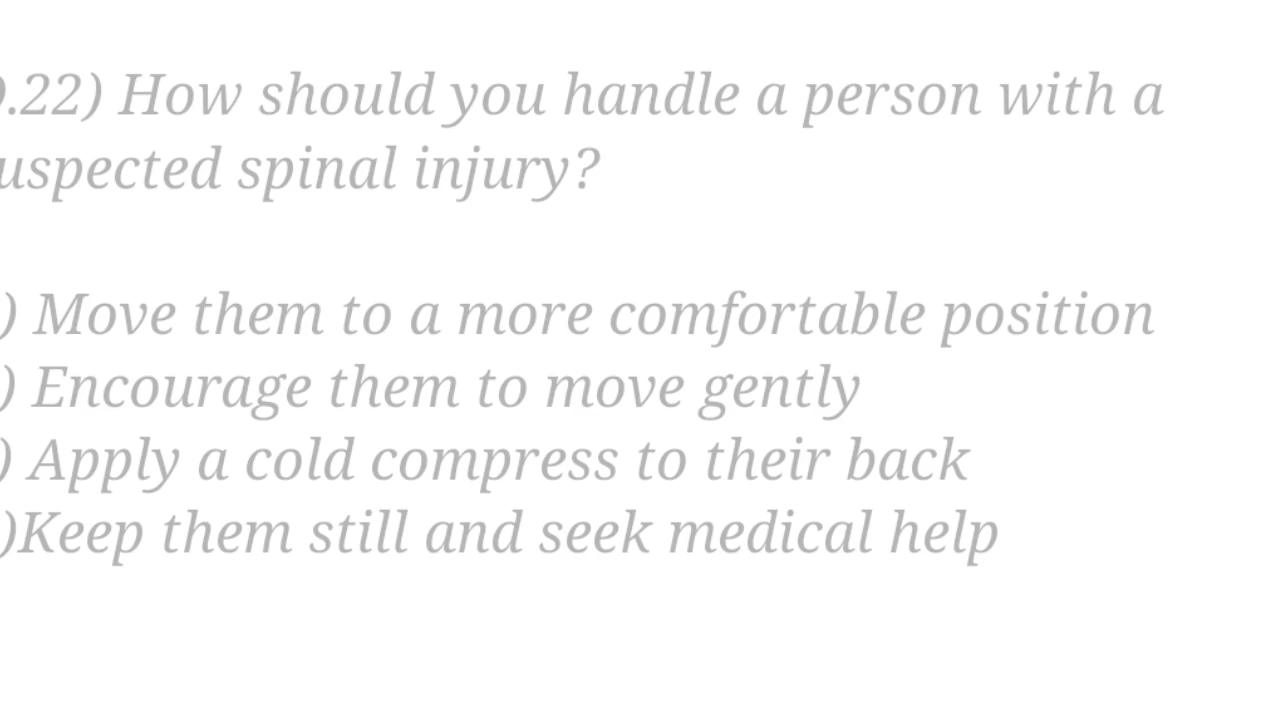 .22) How should you handle a person with a
uspected spinal injury?
) Move them to a more comfortable position
) Encourage them to move gently
) Apply a cold compress to their back
)Keep them still and seek medical help